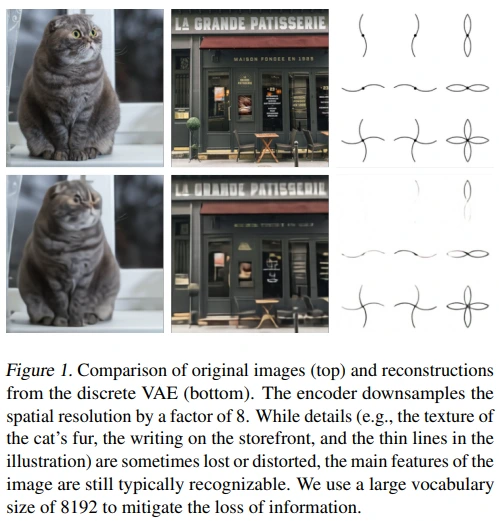 LA GRANDE PATISSERIE
MAISON FONDÉE EN 1989
LA GRANDE PATISSERIE
Figure 1. Comparison of original images (top) and reconstructions
from the discrete VAE (bottom). The encoder downsamples the
spatial resolution by a factor of 8. While details (e.g., the texture of
the cat's fur, the writing on the storefront, and the thin lines in the
illustration) are sometimes lost or distorted, the main features of the
image are still typically recognizable. We use a large vocabulary
size of 8192 to mitigate the loss of information.